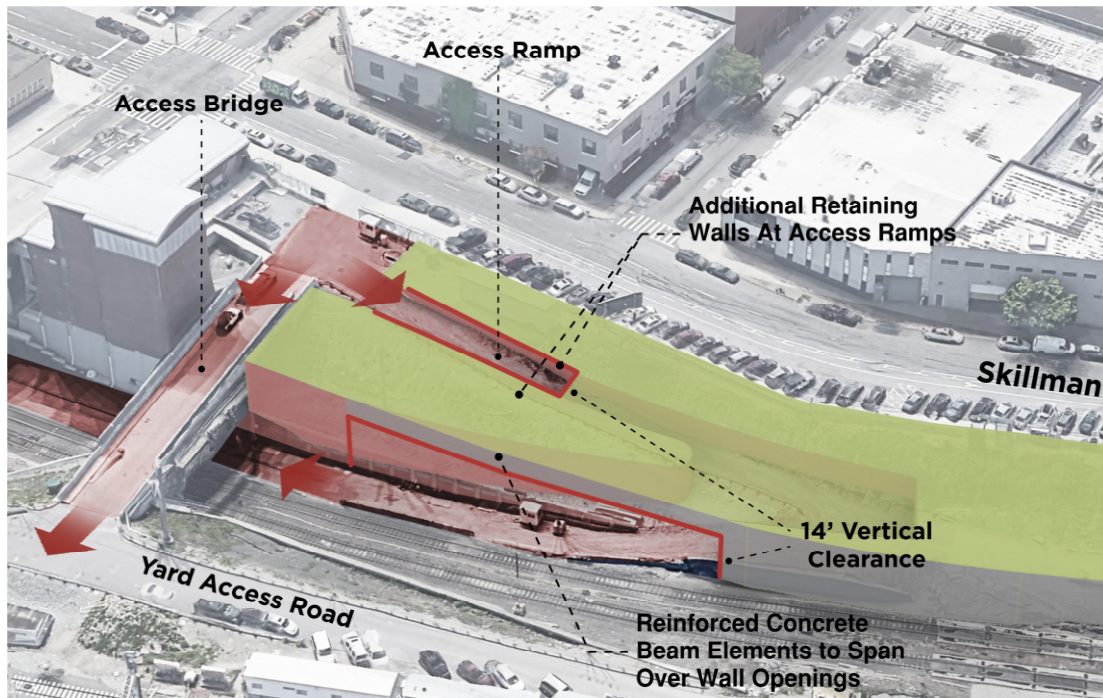 Access Ramp
Access Bridge
Additional Retaining
Walls At Access Ramps
Skillman
14’ Vertical
Clearance
Yard Access Road
Reinforced Concrete
Beam Elements to Span
Over Wall Openings